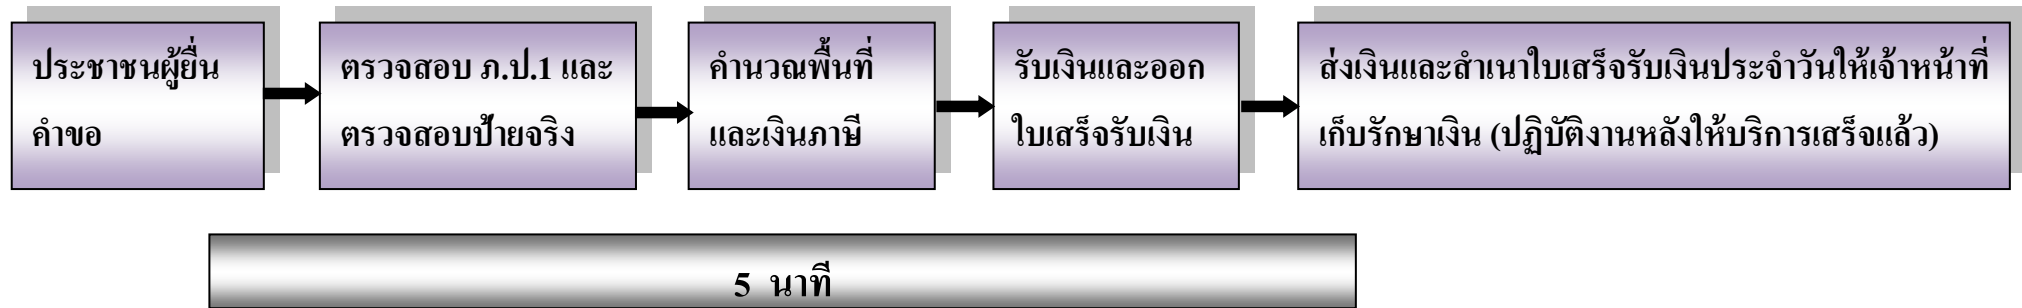 ประชาชนผู้ยื่น
คำขอ
ตรวจสอบ ภ.ป.1 และ
ตรวจสอบป้ายจริง
คำนวณพื้นที่
และเงินภาษี
รับเงินและออก
ใบเสร็จรับเงิน
ส่งเงินและสำเนาใบเสร็จรับเงินประจำวันให้เจ้าหน้าที่
เก็บรักษาเงิน (ปฏิบัติงานหลังให้บริการเสร็จแล้ว)
5 นาที